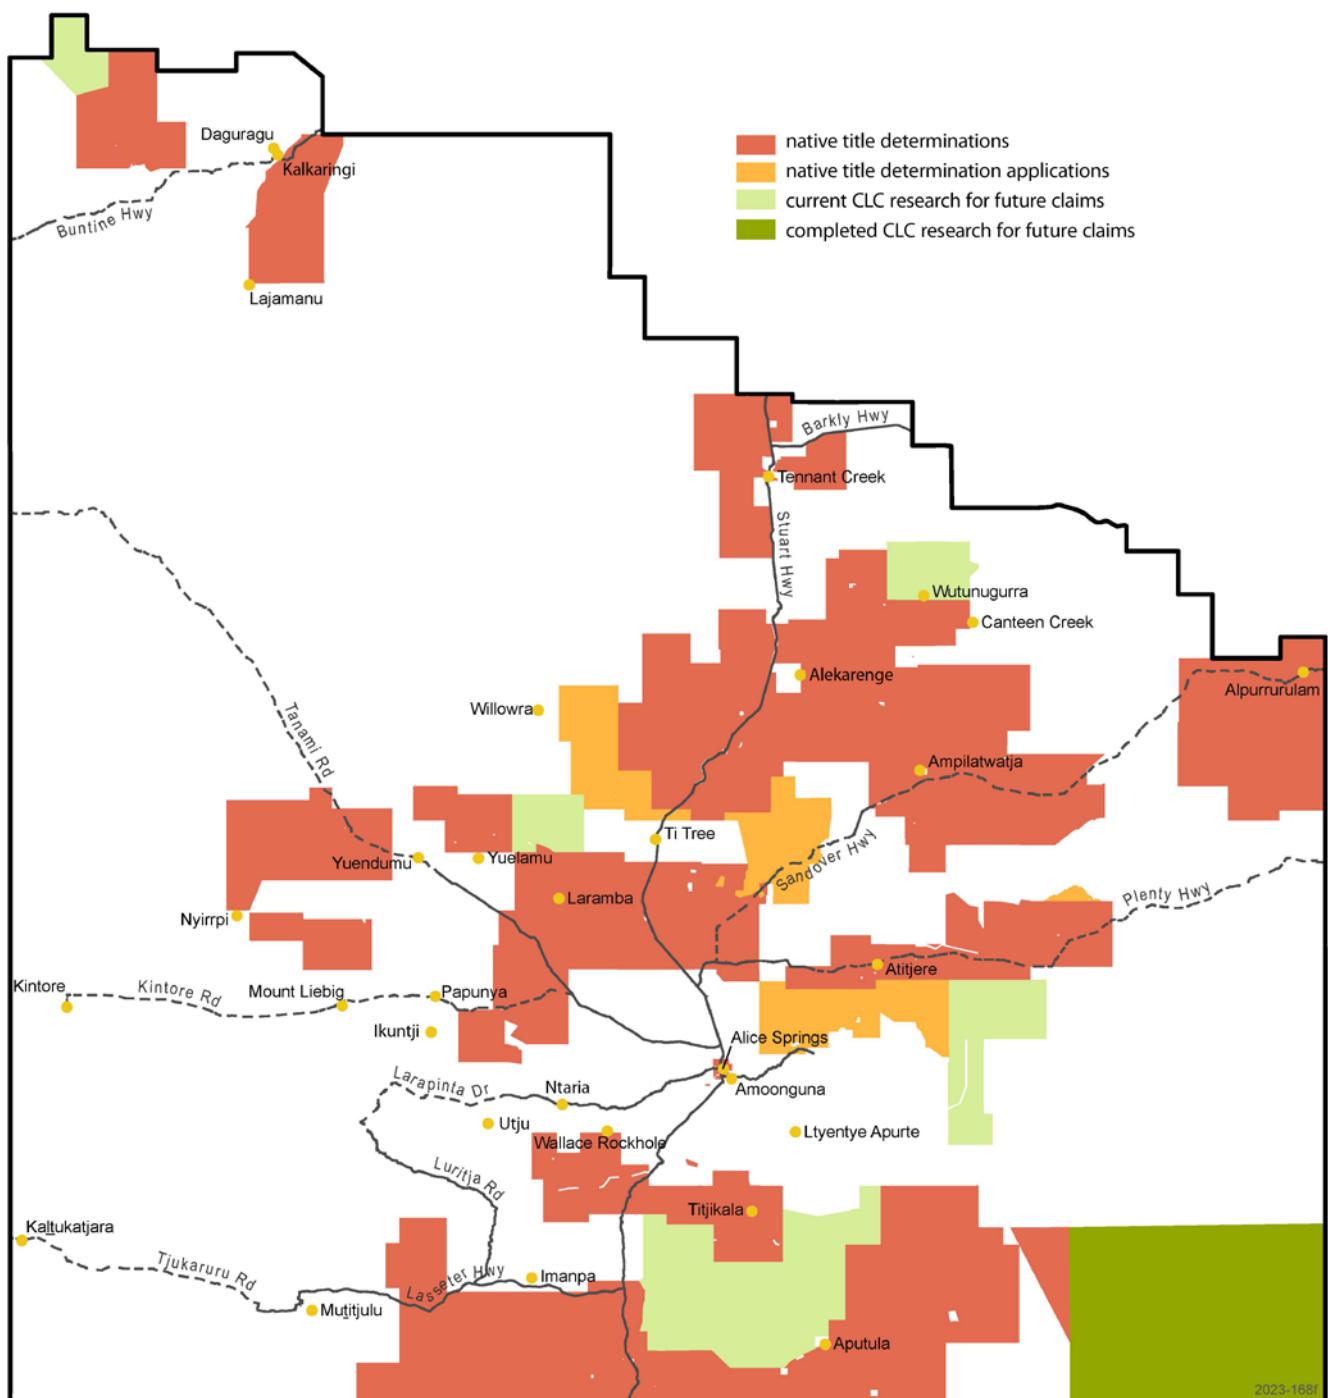 Daguragu
Kalkaringi
Buntine Hwy
Lajamanu
native title determinations
native title determination applications
current CLC research for future claims
completed CLC research for future claims
Barkly Hwy
Tennant Creek
Stuart Hwy
Wutunugurra
Canteen Creek
Alekarenge
Alpurrurulam
Willowra
Tanami Rd
Ampilatwatja
Ti Tree
Sandover Hwy
Yuendumu
Yuelamu
Laramba
Plenty Hwy
Nyirrpi
Atitjere
Kintore
Kintore Rd
Mount Liebig
Papunya
Ikuntji
Alice Springs
Amoonguna
Larapinta Dr
Ntaria
Utju
Wallace Rockhole
Ltyentye Apurte
Luritja Rd
Titjikala
Kaltukatjara
Tjukaruru Rd
Lasseter Hwy
Imanpa
Mutitjulu
Aputula
2023-168f